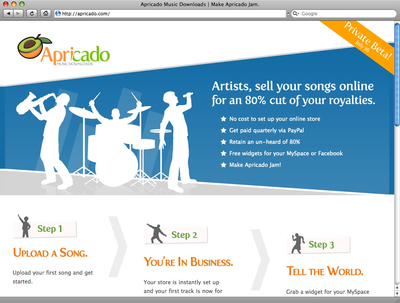 Apricado Music Downloads | Make Apricado Jam.
http://apricado.com/
Google
Private Beta!
Apricado
MUSIC DOWNLOADS
Artists, sell your songs online
for an 80% cut of your royalties.
No cost to set up your online store
Get paid quarterly via PayPal
Retain an un-heard of 80%
Free widgets for your MySpace or Facebook
Make Apricado Jam!
Step 1
Upload a Song.
Upload your first song and get
started.
Step 2
You're In Business.
Your store is instantly set up
and your first track is now for
Step 3
Tell the World.
Grab a widget for your MySpace